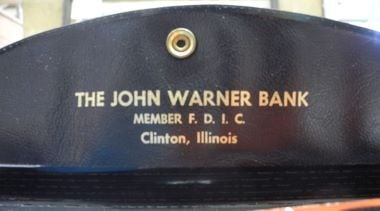 THE JOHN WARNER BANK
MEMBER F. D. I. C.
Clinton, Illinois